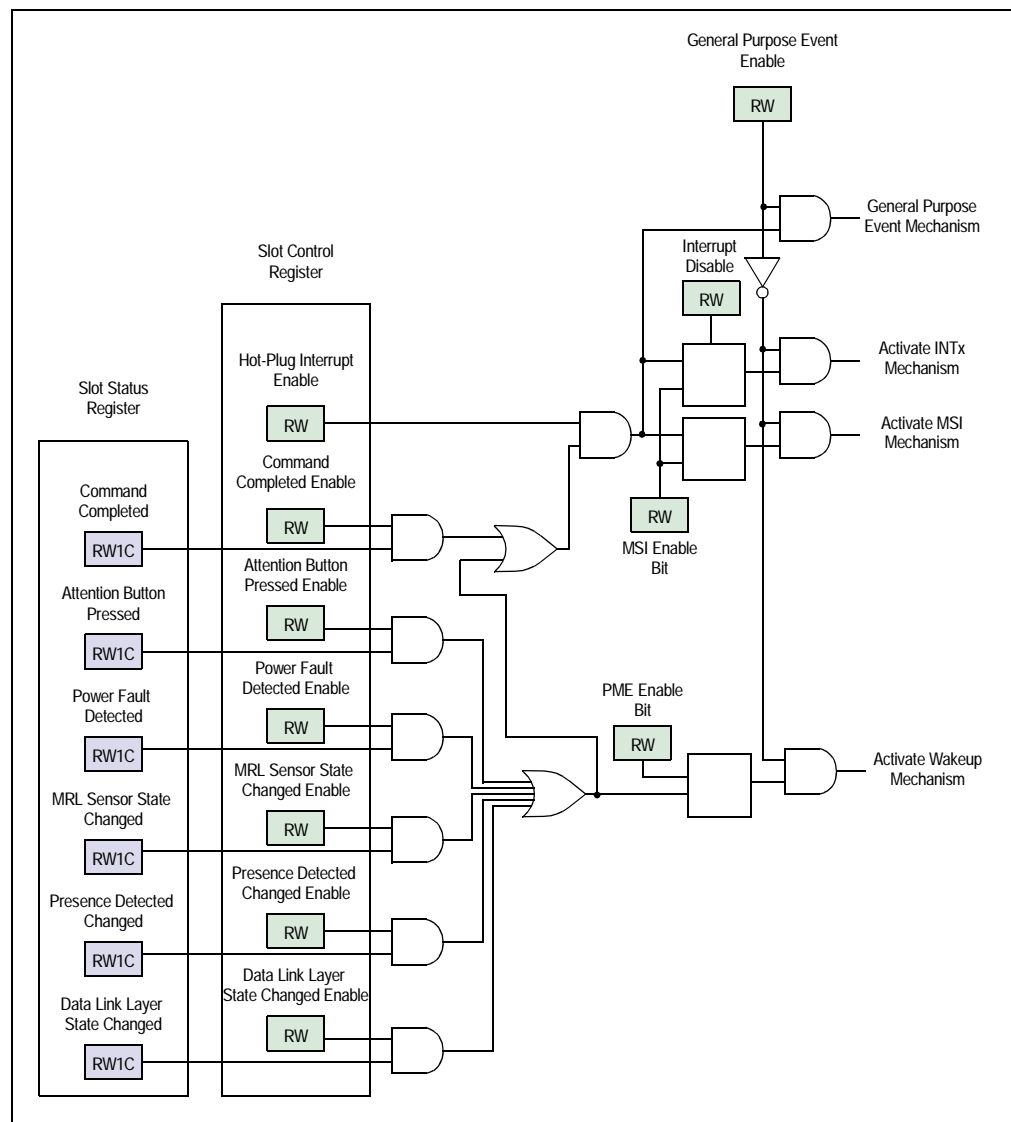 General Purpose Event
Enable
RW
General Purpose
Event Mechanism
Interrupt
Disable
RW
Slot Control
Register
Hot-Plug Interrupt
Enable
RW
Activate INTx
Mechanism
Slot Status
Register
Activate MSI
Mechanism
Command
Completed Enable
RW
RW
MSI Enable
Bit
Command
Completed
RW1C
Attention Button
Pressed Enable
RW
Attention Button
Pressed
RW1C
Power Fault
Detected Enable
RW
PME Enable
Bit
RW
Power Fault
Detected
RW1C
MRL Sensor State
Changed Enable
RW
Activate Wakeup
Mechanism
MRL Sensor State
Changed
RW1C
Presence Detected
Changed Enable
RW
Presence Detected
Changed
RW1C
Data Link Layer
State Changed Enable
RW
Data Link Layer
State Changed
RW1C